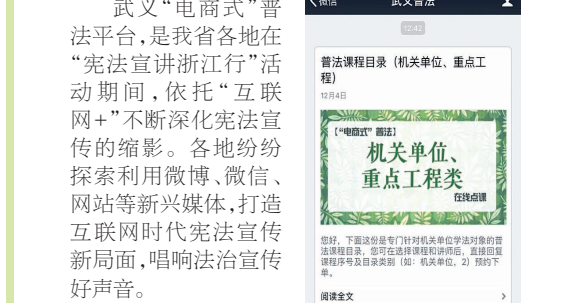 武义“电商式”普
法平台,是我省各地在
“宪法宣讲浙江行”活
动期间,依托“互联
网+”不断深化宪法宣
传的缩影。各地纷纷
探索利用微博、微信、
网站等新兴媒体,打造
互联网时代宪法宣传
新局面,唱响法治宣传
好声音。
微信
武义普法
12:42
普法课程目录（机关单位、重点工
程）
12月4日
【“电商式”普法】
机关单位、
重点工程类
在线点课
您好，下面这份是专门针对机关单位学法对象的普
法课程目录，您可在选择课程和讲师后，直接回复
课程序号及目录类别（如：机关单位，2）预约下
单。
阅读全文